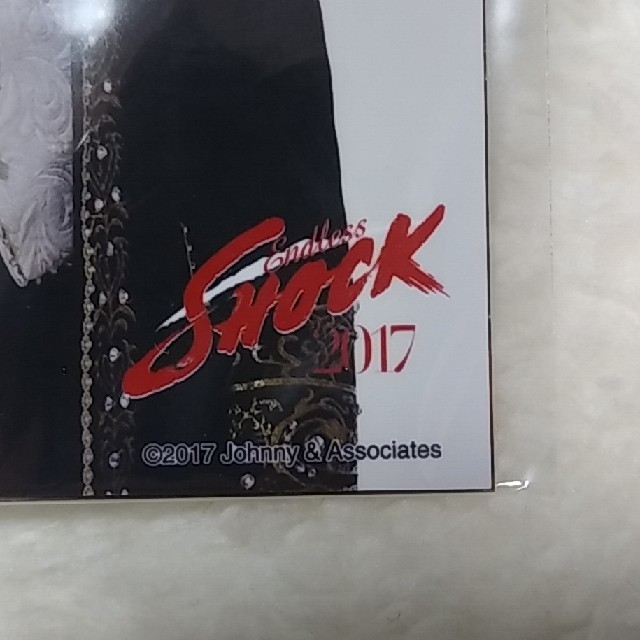 Endless
SHOCK
2017
©2017 Johnny & Associates